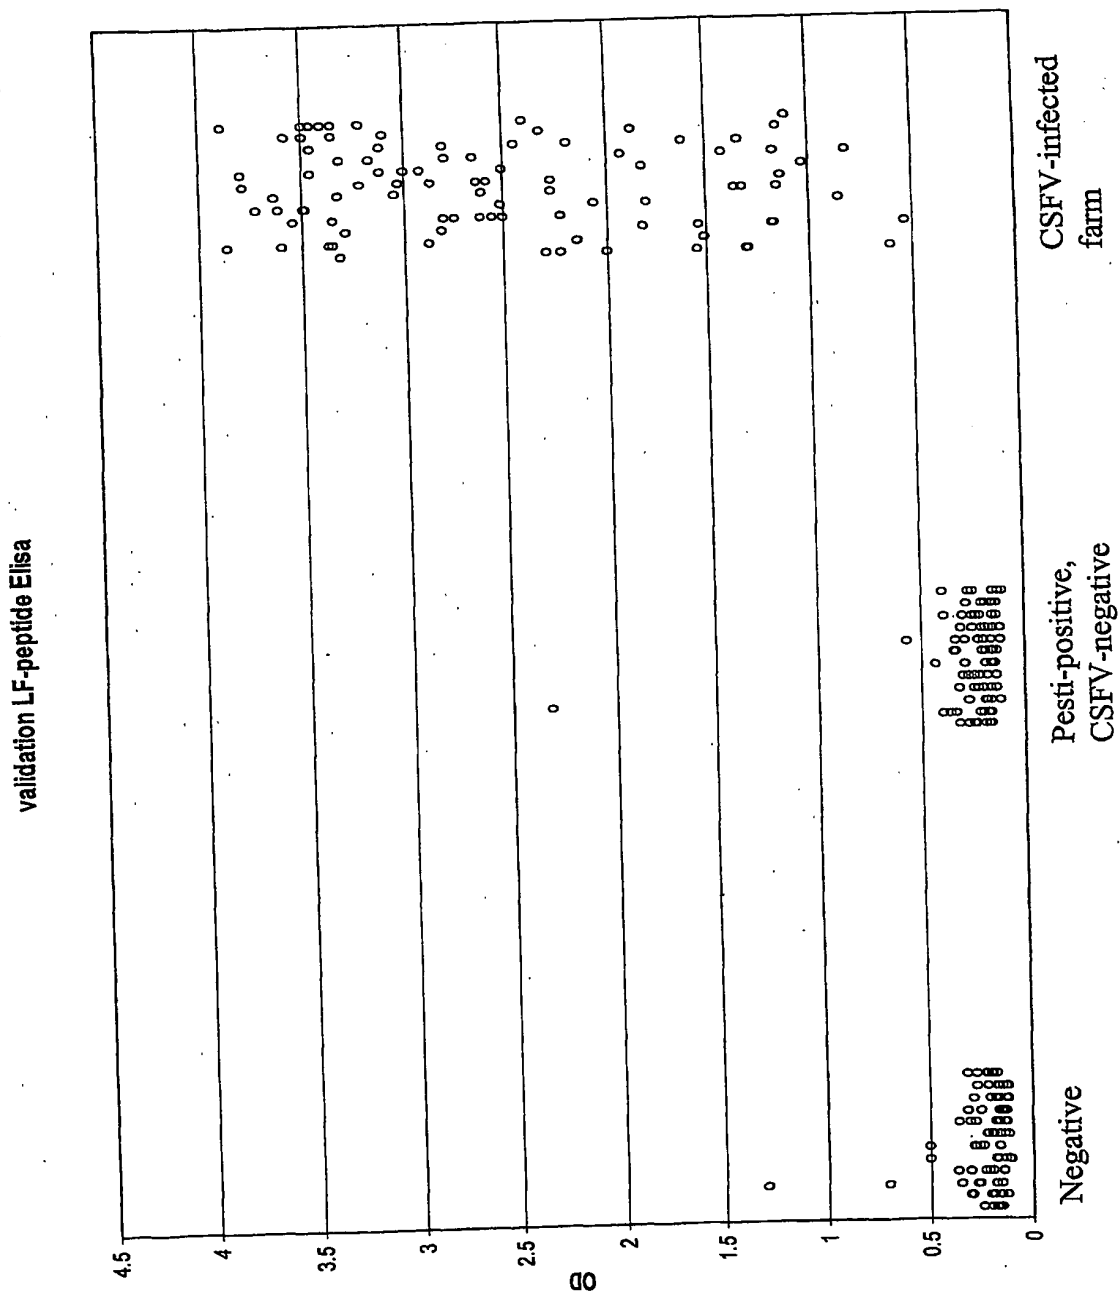 validation LF-peptide Elisa
4.5
4
3.5
3
2.5
2
1.5
1
0.5
0
OD
Negative
Pesti-positive,
CSFV-negative
CSFV-infected
farm